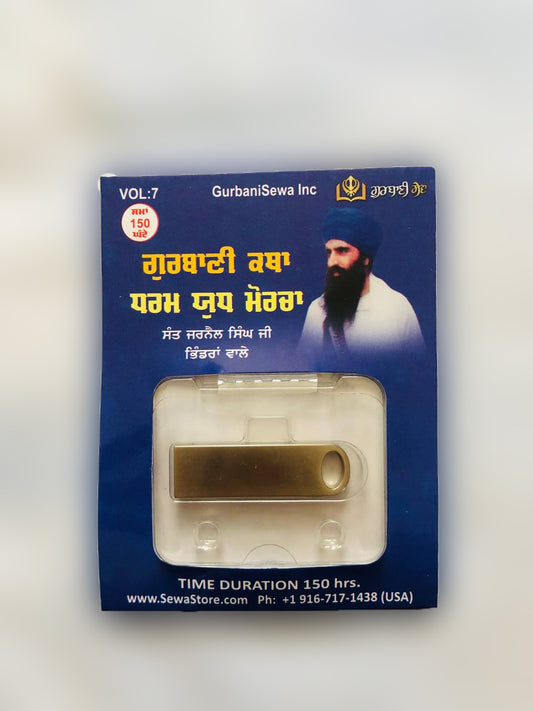 VOL:7
GurbaniSewa Inc
ਗੁਰਬਾਣੀ ਸੇਵਾ
ਸਮਾਂ
150
ਘੰਟੇ
ਗੁਰਬਾਣੀ ਕਥਾ
ਧਰਮ ਯੁਧ ਮੋਰਚਾ
ਸੰਤ ਜਰਨੈਲ ਸਿੰਘ ਜੀ
ਭਿੰਡਰਾਂ ਵਾਲੇ
TIME DURATION 150 hrs.
www.SewaStore.com Ph: +1 916-717-1438 (USA)